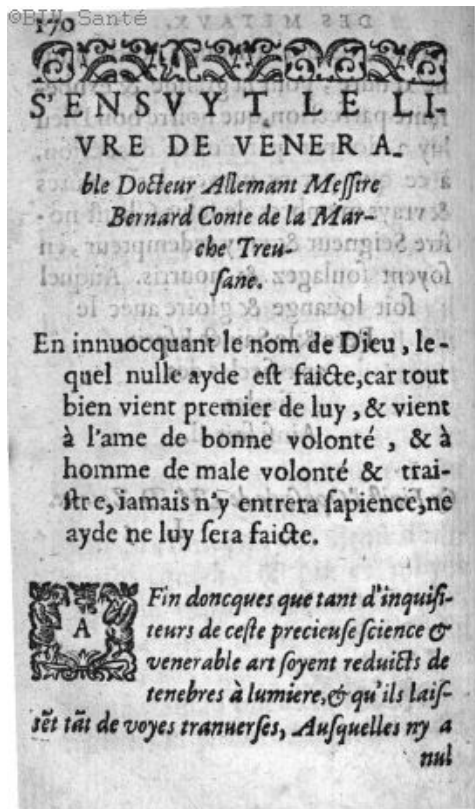 ©BIU Santé
170
S'ENSVYT LE LI-
VRE DE VENERA-
ble Docteur Allemant Messire
Bernard Conte de la Mar-
che Treu-
sane.
En innuocquant le nom de Dieu, le-
quel nulle ayde est faicte, car tout
bien vient premier de luy, & vient
à l'ame de bonne volonté, & à
homme de male volonté & trai-
stre, iamais n'y entrera sapience, ne
ayde ne luy sera faicte.
AFin doncques que tant d'inquisi-
teurs de ceste precieuse science &
venerable art soyent reduicts de
tenebres à lumiere, & qu'ils lais-
sẽt tãt de voyes tranuerses, Ausquelles ny a
nul